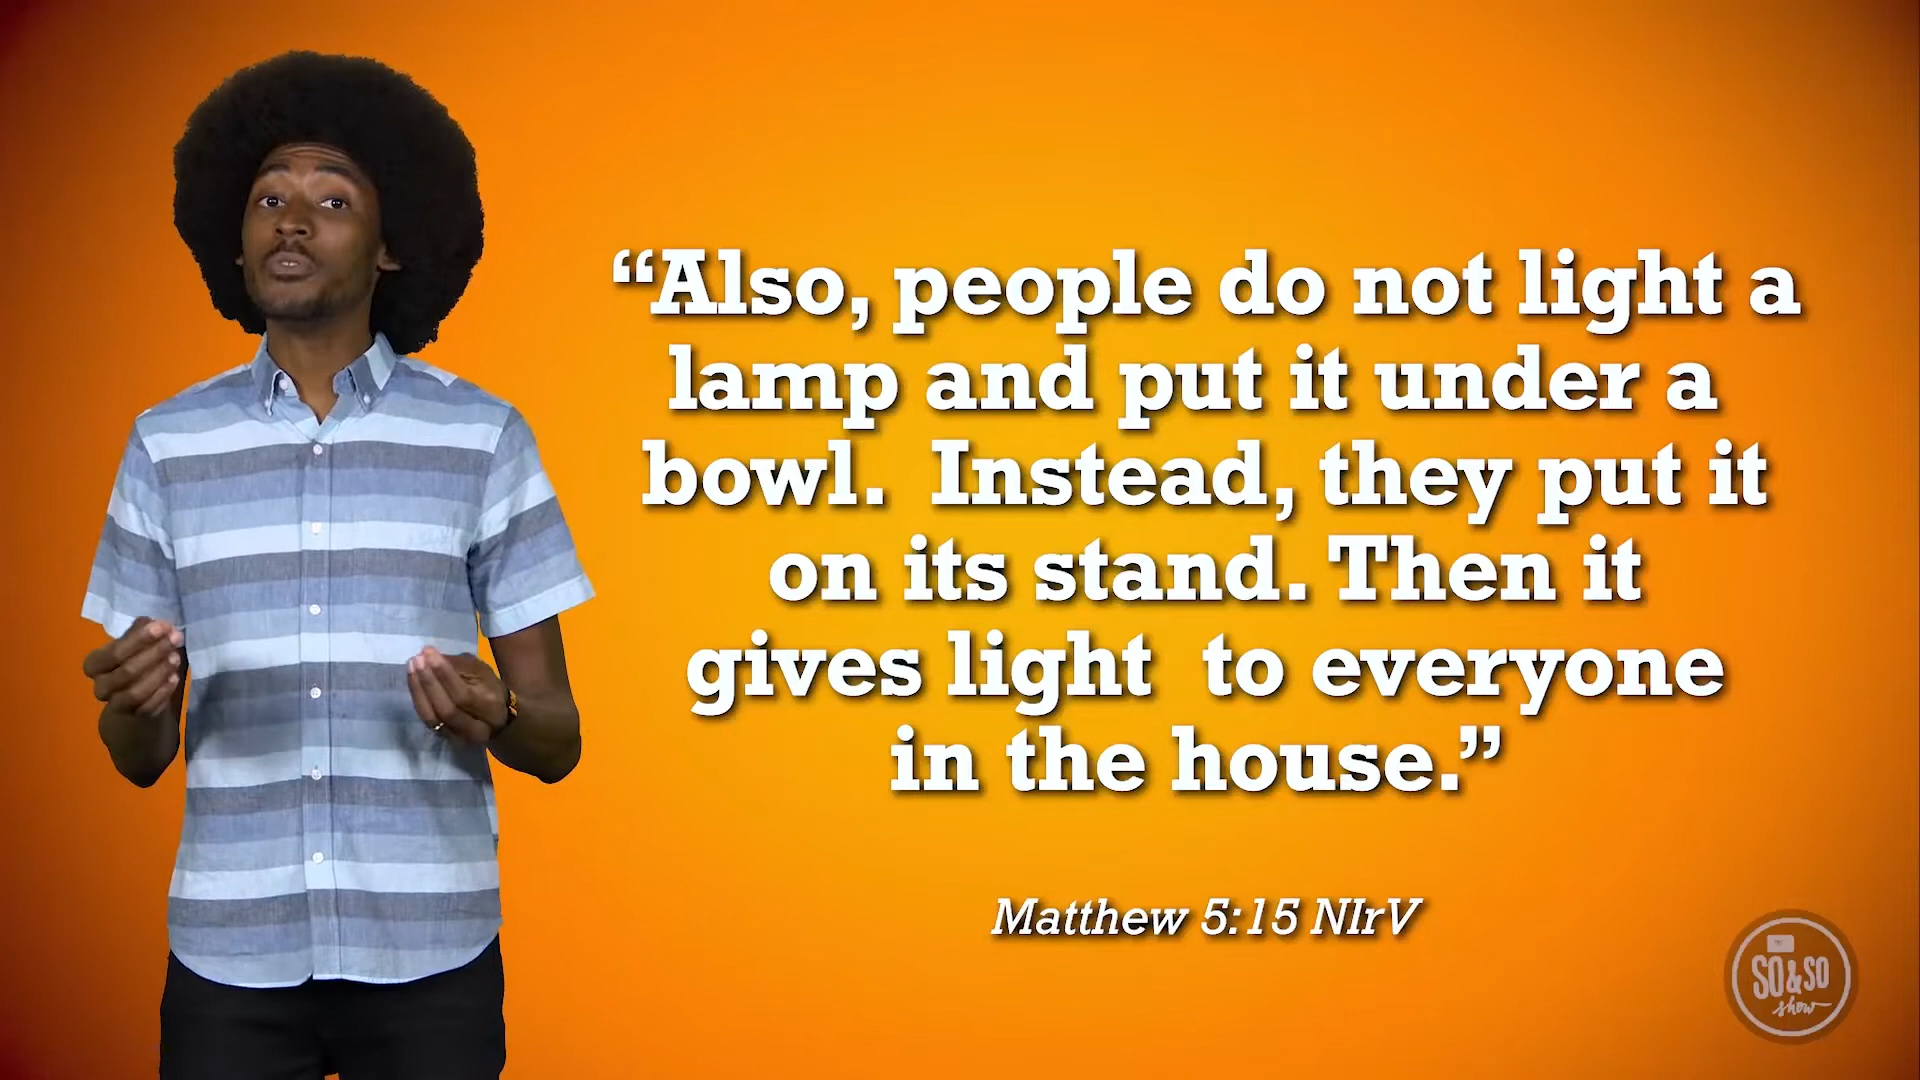 “Also, people do not light a
lamp and put it under a
bowl.  Instead, they put it
on its stand. Then it
gives light  to everyone
in the house.”
Matthew 5:15 NIrV
SO & SO
show